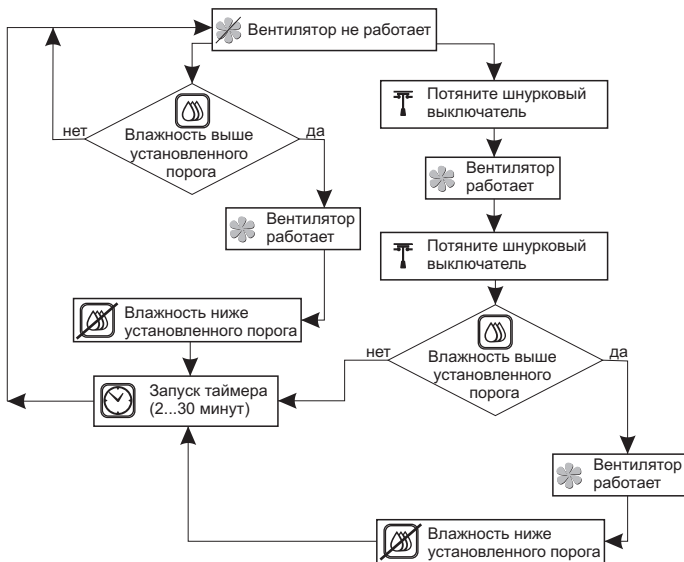 Вентилятор не работает
Потяните шнурковый
выключатель
нет
Влажность выше
установленного
порога
да
Вентилятор
работает
Вентилятор
работает
Потяните шнурковый
выключатель
Влажность ниже
установленного порога
нет
Влажность выше
установленного
порога
да
Запуск таймера
(2...30 минут)
Вентилятор
работает
Влажность ниже
установленного порога